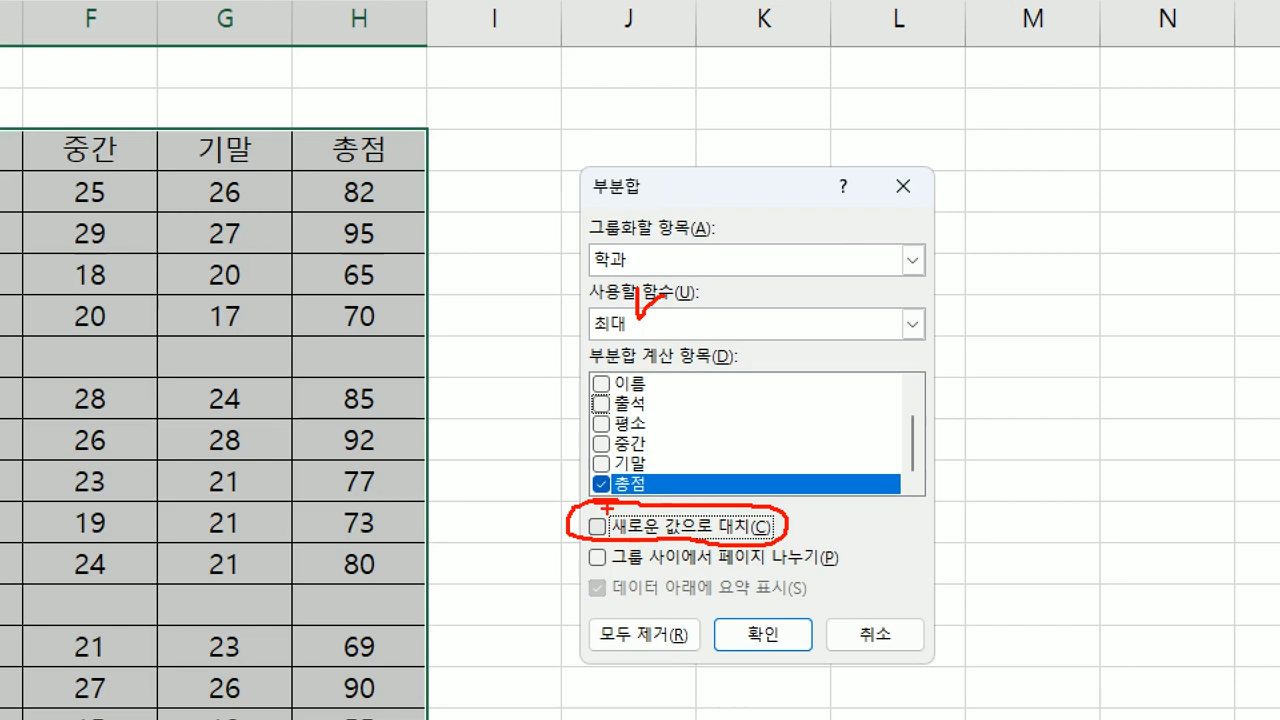 F G H I J K L M N
중간 기말 총점
25 26 82
29 27 95
18 20 65
20 17 70
28 24 85
26 28 92
23 21 77
19 21 73
24 21 80
21 23 69
27 26 90
부분합 ?
그룹화할 항목(A):
학과
사용할 함수(U):
최대
부분합 계산 항목(D):
이름
출석
평소
중간
기말
총점
새로운 값으로 대치(C)
그룹 사이에서 페이지 나누기(P)
데이터 아래에 요약 표시(S)
모두 제거(R) 확인 취소